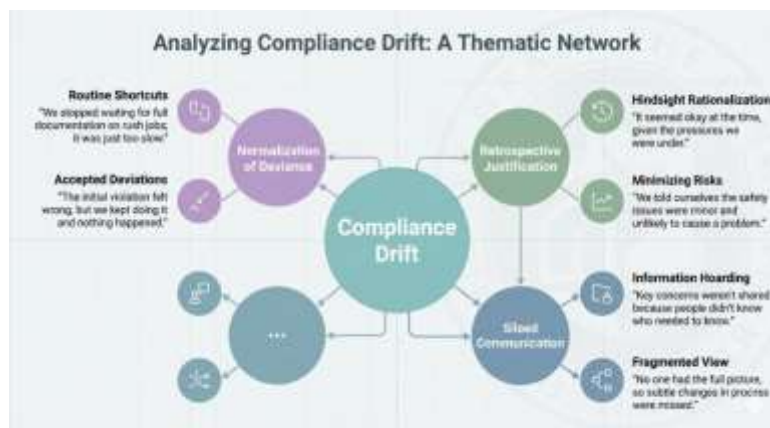 Analyzing Compliance Drift: A Thematic Network
Routine Shortcuts
"We stopped waiting for full
documentation on rush jobs,
it was just too slow."
Accepted Deviations
"The initial violation felt
wrong, but we kept doing it
and nothing happened."
Normalization
of Deviance
Compliance
Drift
...
Retrospective
Justification
Hindsight Rationalization
"It seemed okay at the time,
given the pressures we
were under."
Minimizing Risks
"We told ourselves the safety
issues were minor and
unlikely to cause a problem."
Siloed
Communication
Information Hoarding
"Key concerns weren't shared
because people didn't know
who needed to know."
Fragmented View
"No one had the full picture,
so subtle changes in process
were missed."